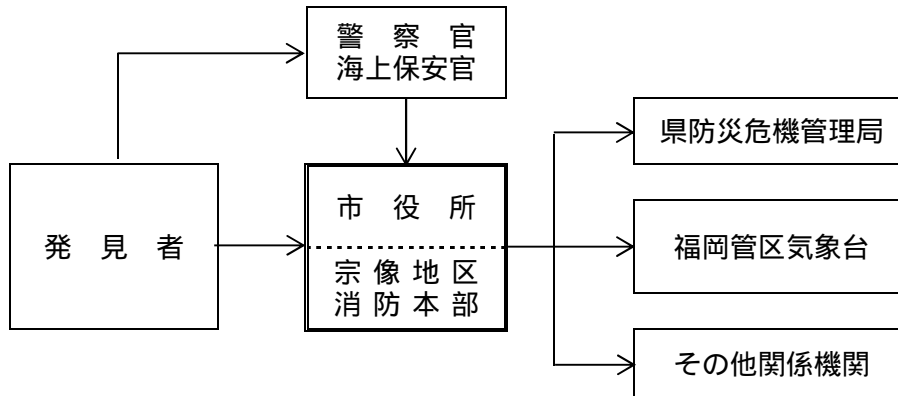 警察官
海上保安官
県防災危機管理局
発見者
市役所
福岡管区気象台
宗像地区
消防本部
その他関係機関